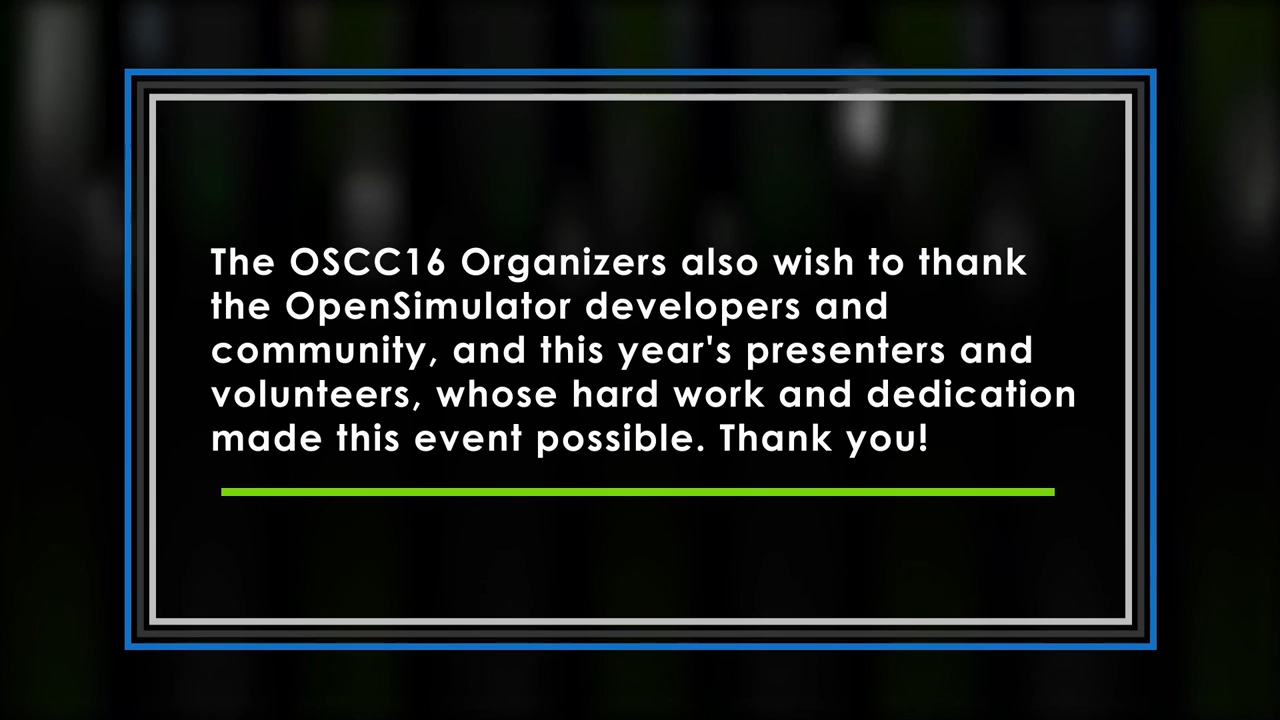 The OSCC16 Organizers also wish to thank
the OpenSimulator developers and
community, and this year's presenters and
volunteers, whose hard work and dedication
made this event possible. Thank you!